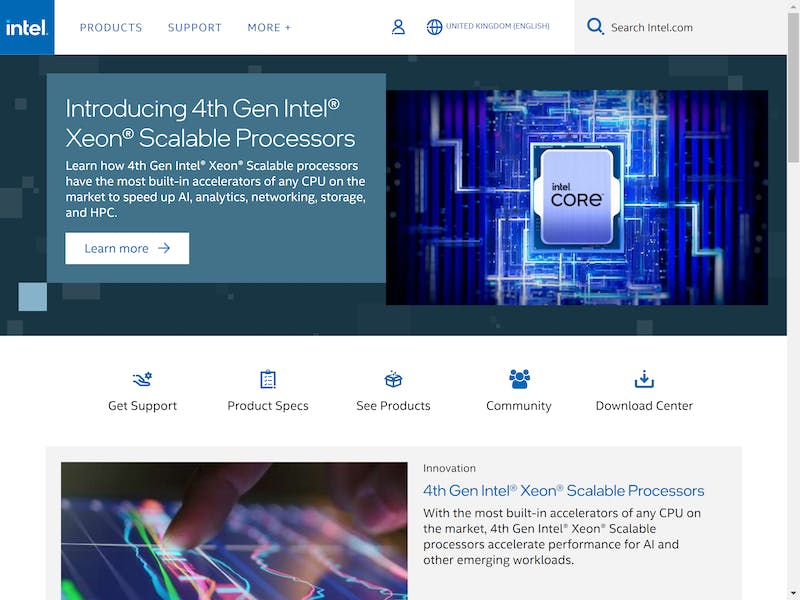 intel.
PRODUCTS
SUPPORT
MORE +
UNITED KINGDOM (ENGLISH)
Search Intel.com
Introducing 4th Gen Intel®
Xeon® Scalable Processors
Learn how 4th Gen Intel® Xeon® Scalable processors
have the most built-in accelerators of any CPU on the
market to speed up AI, analytics, networking, storage,
and HPC.
Learn more
intel
CORE
Get Support
Product Specs
See Products
Community
Download Center
Innovation
4th Gen Intel® Xeon® Scalable Processors
With the most built-in accelerators of any CPU on
the market, 4th Gen Intel® Xeon® Scalable
processors accelerate performance for AI and
other emerging workloads.